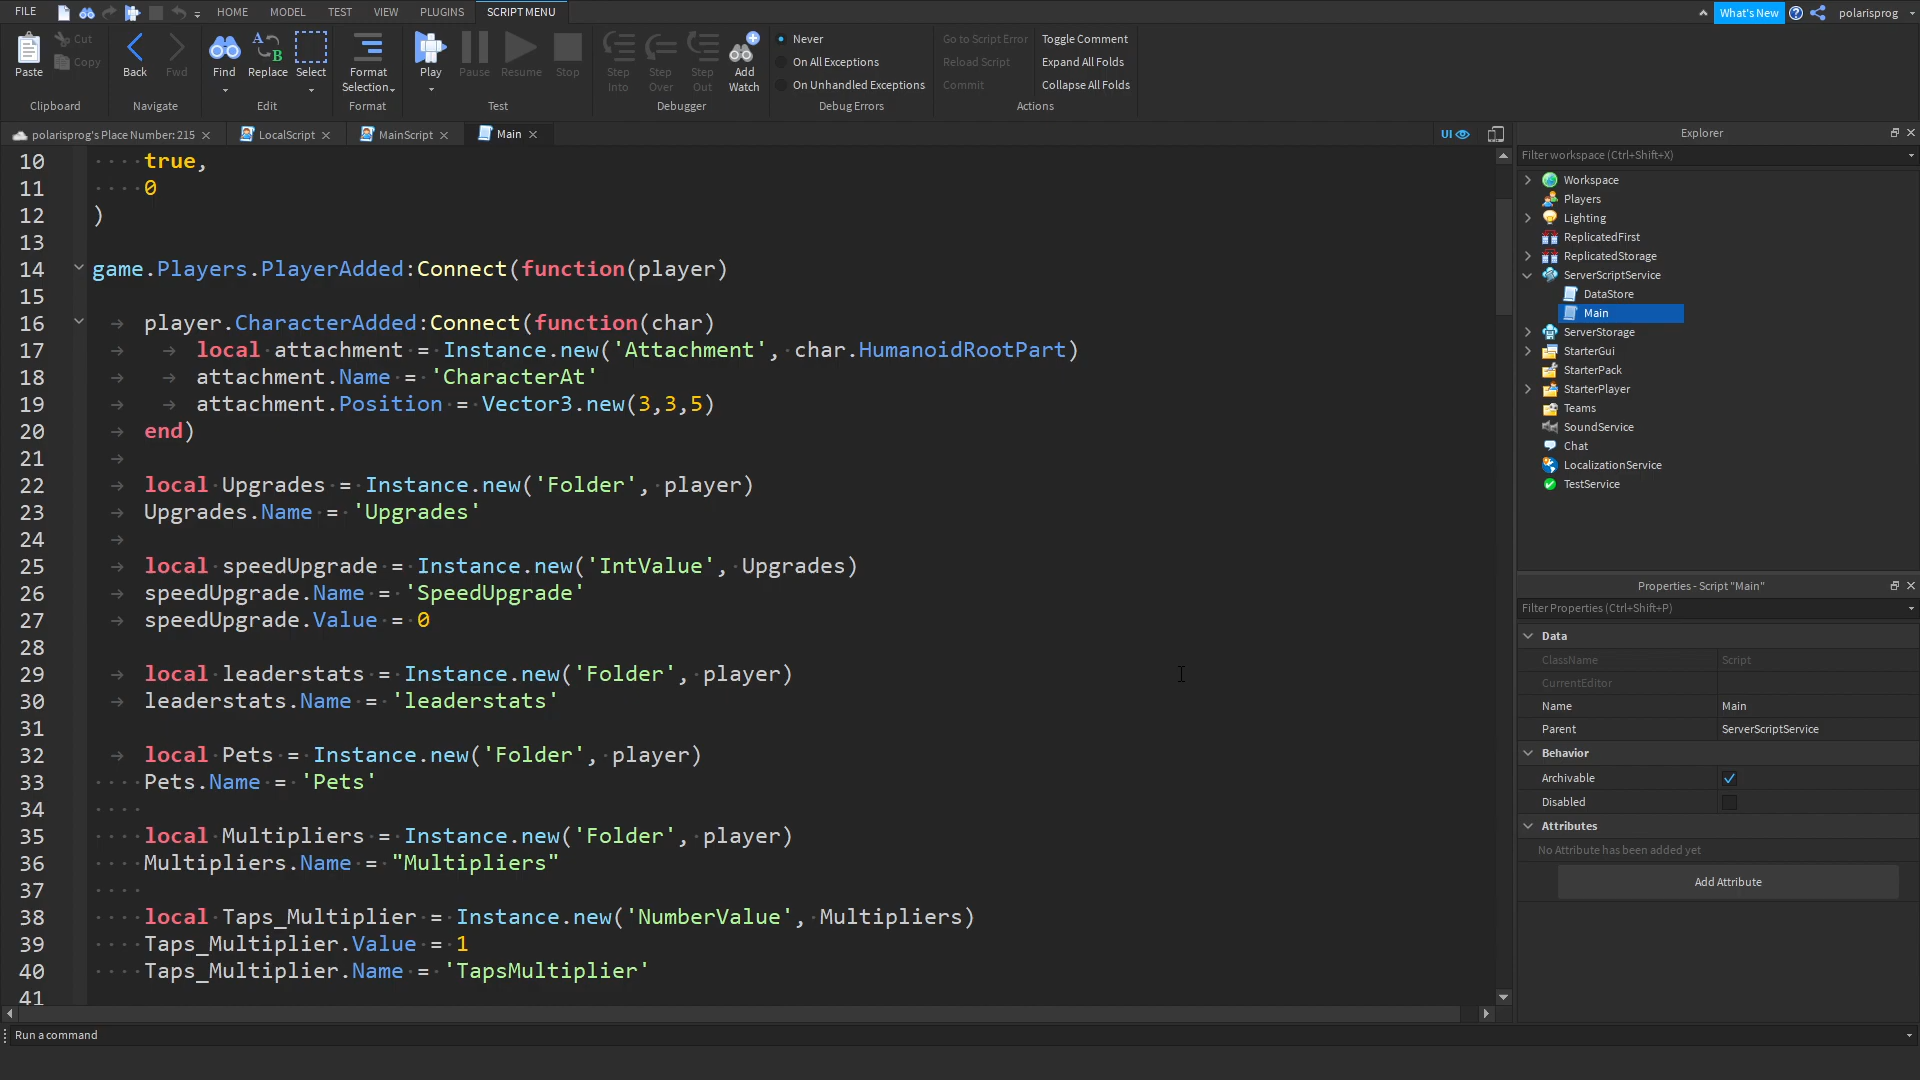 FILE HOME MODEL TEST VIEW PLUGINS SCRIPT MENU What's New polarisprog
Paste Cut Copy Back Fwd Find Replace Select Format Selection Play Pause Resume Stop Step Into Step Over Step Out Add Watch
Never
On All Exceptions
On Unhandled Exceptions
Go to Script Error
Reload Script
Commit
Toggle Comment
Expand All Folds
Collapse All Folds
Clipboard Navigate Edit Format Test Debugger Debug Errors Actions
polarisprog's Place Number: 215 LocalScript MainScript Main UI
10 true,
11 0
12 )
13
14 game.Players.PlayerAdded:Connect(function(player)
15
16 player.CharacterAdded:Connect(function(char)
17 local attachment = Instance.new('Attachment', char.HumanoidRootPart)
18 attachment.Name = 'CharacterAt'
19 attachment.Position = Vector3.new(3,3,5)
20 end)
21
22 local Upgrades = Instance.new('Folder', player)
23 Upgrades.Name = 'Upgrades'
24
25 local speedUpgrade = Instance.new('IntValue', Upgrades)
26 speedUpgrade.Name = 'SpeedUpgrade'
27 speedUpgrade.Value = 0
28
29 local leaderstats = Instance.new('Folder', player)
30 leaderstats.Name = 'leaderstats'
31
32 local Pets = Instance.new('Folder', player)
33 Pets.Name = 'Pets'
34
35 local Multipliers = Instance.new('Folder', player)
36 Multipliers.Name = "Multipliers"
37
38 local Taps_Multiplier = Instance.new('NumberValue', Multipliers)
39 Taps_Multiplier.Value = 1
40 Taps_Multiplier.Name = 'TapsMultiplier'
41
Run a command
Explorer
Filter workspace (Ctrl+Shift+X)
Workspace
Players
Lighting
ReplicatedFirst
ReplicatedStorage
ServerScriptService
DataStore
Main
ServerStorage
StarterGui
StarterPack
StarterPlayer
Teams
SoundService
Chat
LocalizationService
TestService
Properties - Script "Main"
Filter Properties (Ctrl+Shift+P)
Data
ClassName Script
CurrentEditor
Name Main
Parent ServerScriptService
Behavior
Archivable
Disabled
Attributes
No Attribute has been added yet
Add Attribute